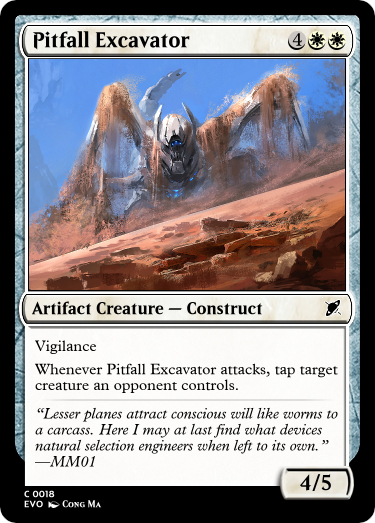 Pitfall Excavator 4
Artifact Creature — Construct
Vigilance
Whenever Pitfall Excavator attacks, tap target
creature an opponent controls.
“Lesser planes attract conscious will like worms to
a carcass. Here I may at last find what devices
natural selection engineers when left to its own.”
—MM01
4/5
C 0018
EVO Cong Ma